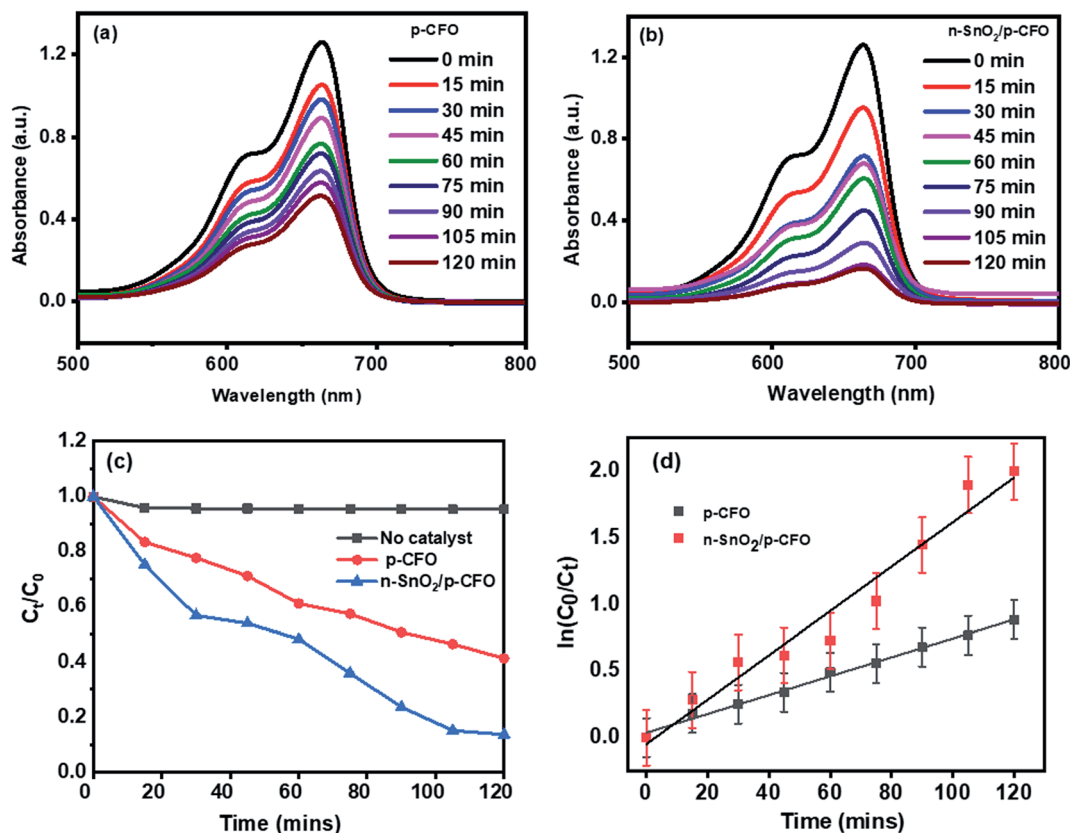 (a)
p-CFO
0 min
15 min
30 min
45 min
60 min
75 min
90 min
105 min
120 min
1.2
0.8
0.4
0.0
500
600
700
800
Absorbance (a.u.)
Wavelength (nm)
(b)
n-SnO₂/p-CFO
0 min
15 min
30 min
45 min
60 min
75 min
90 min
105 min
120 min
1.2
0.8
0.4
0.0
500
600
700
800
Absorbance (a.u.)
Wavelength (nm)
(c)
1.2
1.0
0.8
0.6
0.4
0.2
0.0
No catalyst
p-CFO
n-SnO₂/p-CFO
0
20
40
60
80
100
120
Cₜ/C₀
Time (mins)
(d)
2.0
1.5
1.0
0.5
0.0
p-CFO
n-SnO₂/p-CFO
0
20
40
60
80
100
120
ln(C₀/Cₜ)
Time (mins)